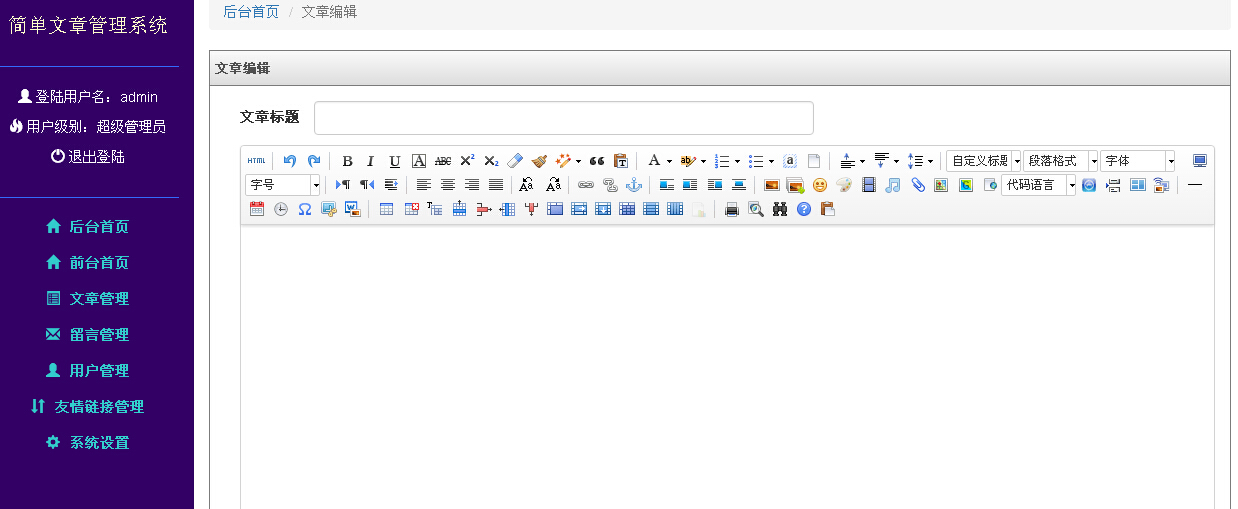 简单文章管理系统
登陆用户名：admin
用户级别：超级管理员
退出登陆
后台首页
前台首页
文章管理
留言管理
用户管理
友情链接管理
系统设置
后台首页 / 文章编辑
文章编辑
文章标题
HTML B I U A ABC X² X₂ A ab a 自定义标题 段落格式 字体
字号 代码语言